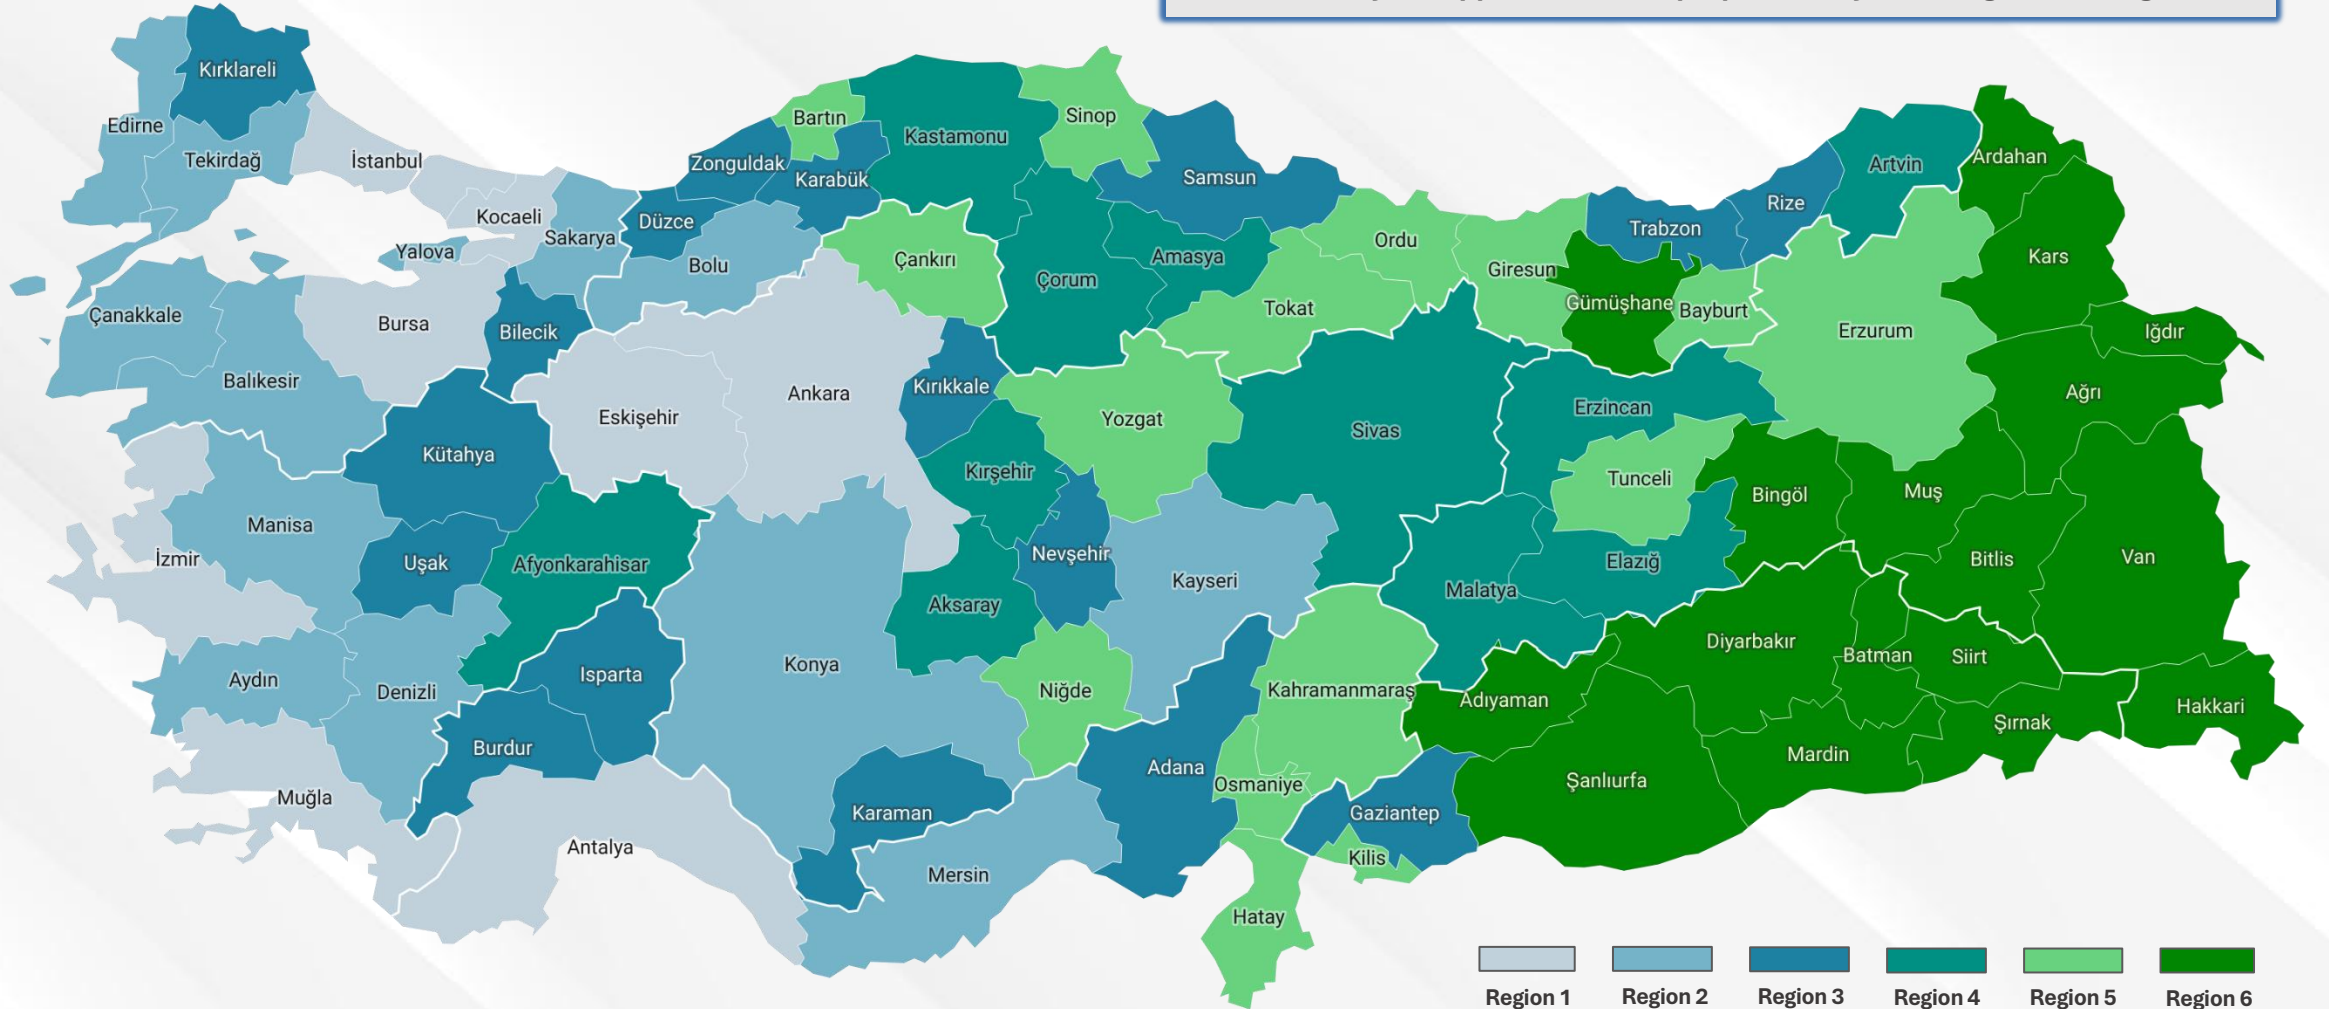 Kırklareli
Edirne
Tekirdağ
İstanbul
Kocaeli
Yalova
Sakarya
Düzce
Zonguldak
Bartın
Karabük
Kastamonu
Sinop
Samsun
Bolu
Çankırı
Çorum
Amasya
Ordu
Tokat
Giresun
Trabzon
Rize
Artvin
Ardahan
Kars
Gümüşhane
Bayburt
Erzurum
Iğdır
Ağrı
Çanakkale
Balıkesir
Bursa
Bilecik
Eskişehir
Ankara
Kırıkkale
Yozgat
Sivas
Erzincan
Tunceli
Bingöl
Muş
Bitlis
Van
Kütahya
Kırşehir
Manisa
İzmir
Uşak
Afyonkarahisar
Aksaray
Nevşehir
Kayseri
Malatya
Elazığ
Diyarbakır
Batman
Siirt
Şırnak
Hakkari
Aydın
Denizli
Isparta
Burdur
Konya
Niğde
Kahramanmaraş
Adıyaman
Şanlıurfa
Mardin
Muğla
Antalya
Karaman
Mersin
Adana
Osmaniye
Gaziantep
Kilis
Hatay
Region 1
Region 2
Region 3
Region 4
Region 5
Region 6